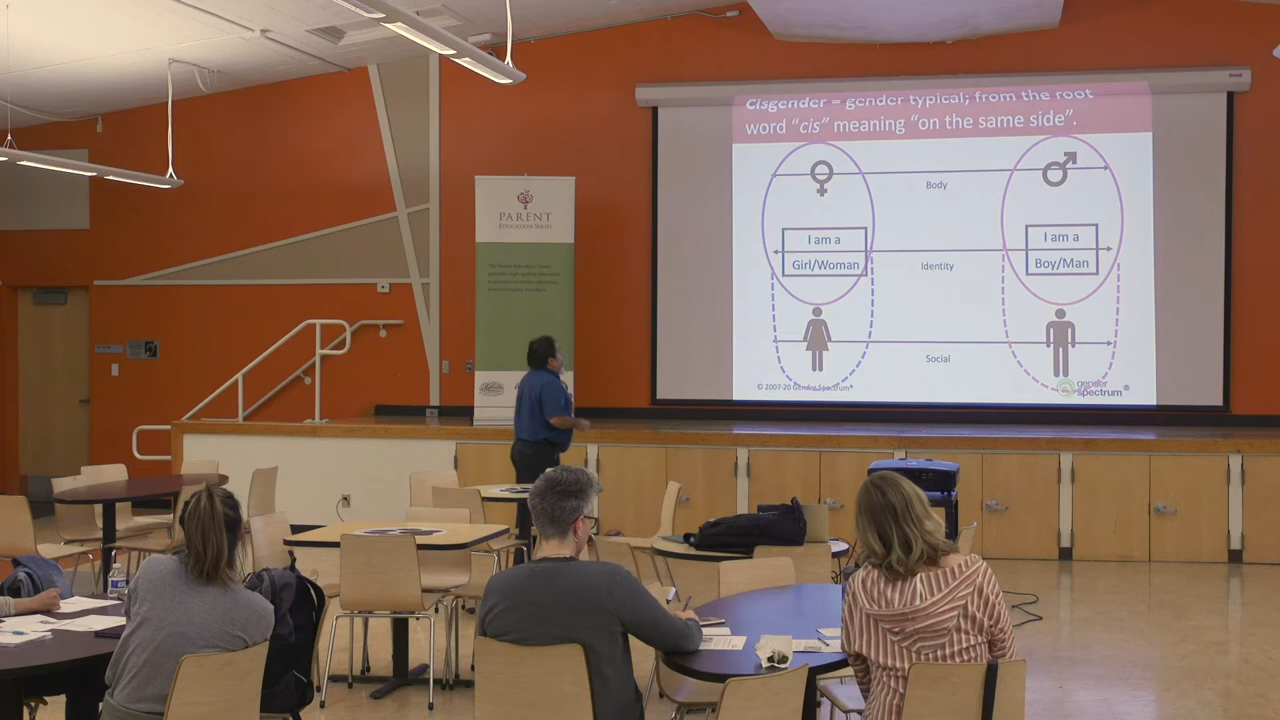 Cisgender = gender typical; from the root
word "cis" meaning "on the same side".
Body
I am a
Girl/Woman
Identity
I am a
Boy/Man
Social
© 2007-20 Gender Spectrum
gender
spectrum
PARENT
EDUCATION SERIES